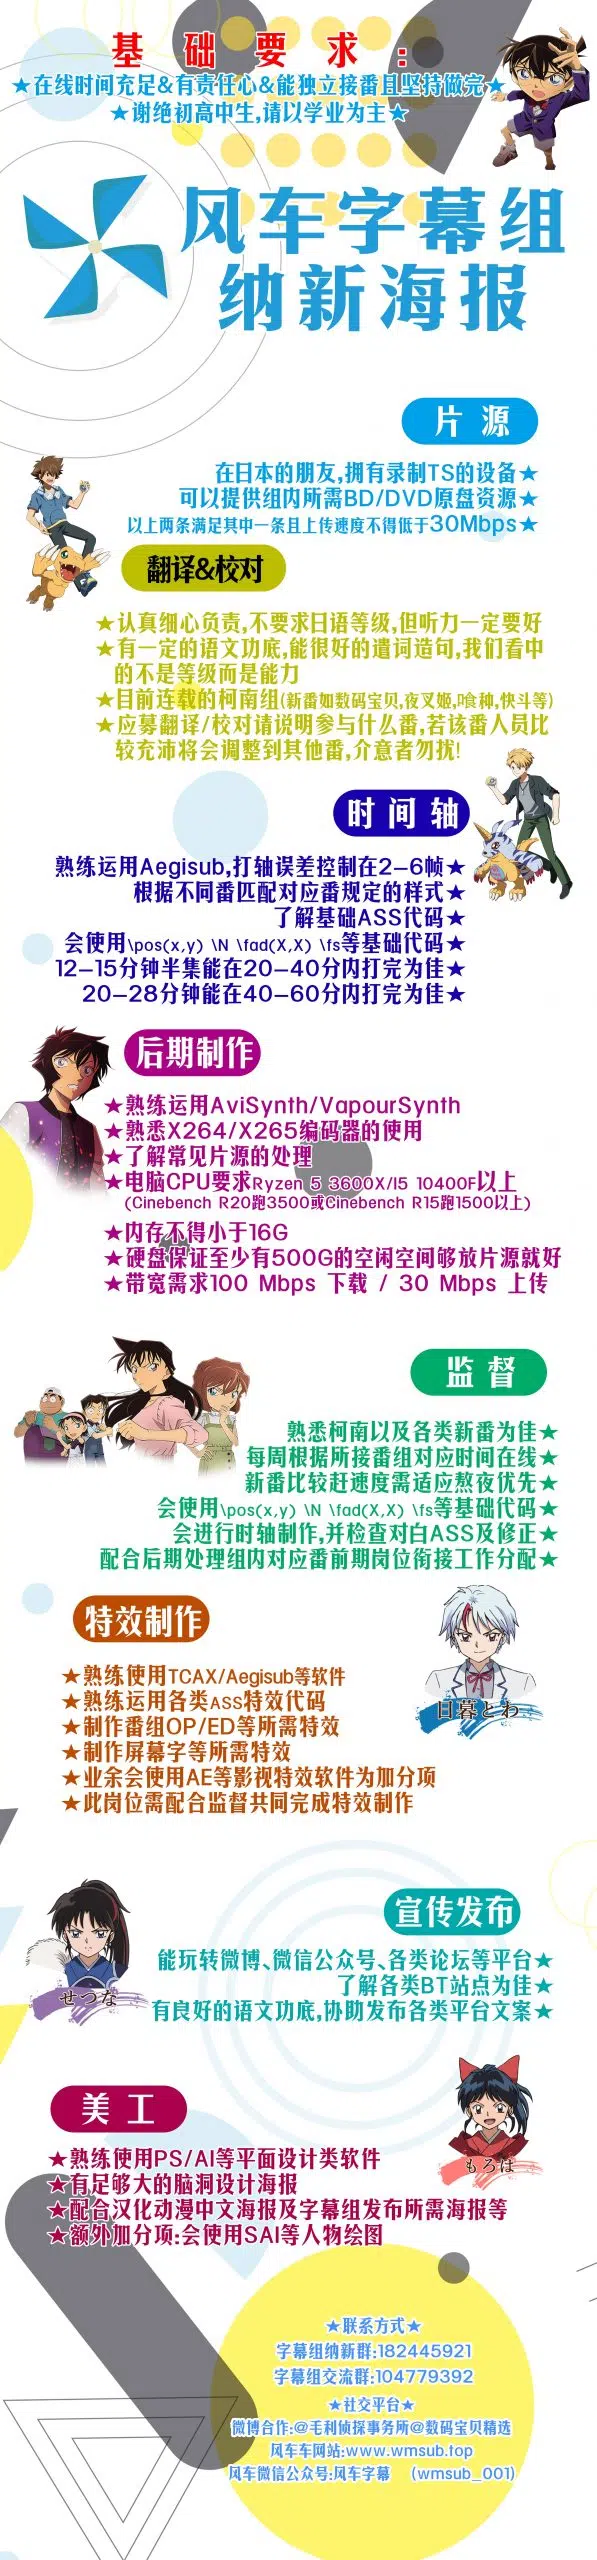 基础要求：
★在线时间充足&有责任心&能独立接番且坚持做完★
★谢绝初高中生,请以学业为主★
风车字幕组
纳新海报
片源
在日本的朋友,拥有录制TS的设备★
可以提供组内所需BD/DVD原盘资源★
以上两条满足其中一条且上传速度不得低于30Mbps★
翻译&校对
★认真细心负责,不要求日语等级,但听力一定要好
★有一定的语文功底,能很好的遣词造句,我们看中
的不是等级而是能力
★目前连载的柯南组(新番如数码宝贝,夜叉姬,喰种,快斗等)
★应募翻译/校对请说明参与什么番,若该番人员比
较充沛将会调整到其他番,介意者勿扰!
时间轴
熟练运用Aegisub,打轴误差控制在2-6帧★
根据不同番匹配对应番规定的样式★
了解基础ASS代码★
会使用\pos(x,y) \N \fad(X,X) \fs等基础代码★
12-15分钟半集能在20-40分内打完为佳★
20-28分钟能在40-60分内打完为佳★
后期制作
★熟练运用AviSynth/VapourSynth
★熟悉X264/X265编码器的使用
★了解常见片源的处理
★电脑CPU要求Ryzen 5 3600X/I5 10400F以上
(Cinebench R20跑3500或Cinebench R15跑1500以上)
★内存不得小于16G
★硬盘保证至少有500G的空闲空间够放片源就好
★带宽需求100 Mbps 下载 / 30 Mbps 上传
监督
熟悉柯南以及各类新番为佳★
每周根据所接番组对应时间在线★
新番比较赶速度需适应熬夜优先★
会使用\pos(x,y) \N \fad(X,X) \fs等基础代码★
会进行时轴制作,并检查对白ASS及修正★
配合后期处理组内对应番前期岗位衔接工作分配★
特效制作
★熟练使用TCAX/Aegisub等软件
★熟练运用各类ASS特效代码
★制作番组OP/ED等所需特效
★制作屏幕字等所需特效
★业余会使用AE等影视特效软件为加分项
★此岗位需配合监督共同完成特效制作
日暮とわ
宣传发布
能玩转微博、微信公众号、各类论坛等平台★
了解各类BT站点为佳★
有良好的语文功底,协助发布各类平台文案★
せつな
美工
★熟练使用PS/AI等平面设计类软件
★有足够大的脑洞设计海报
★配合汉化动漫中文海报及字幕组发布所需海报等
★额外加分项:会使用SAI等人物绘图
もろは
★联系方式★
字幕组纳新群:182445921
字幕组交流群:104779392
★社交平台★
微博合作:@毛利侦探事务所@数码宝贝精选
风车车网站:www.wmsub.top
风车微信公众号:风车字幕 (wmsub_001)